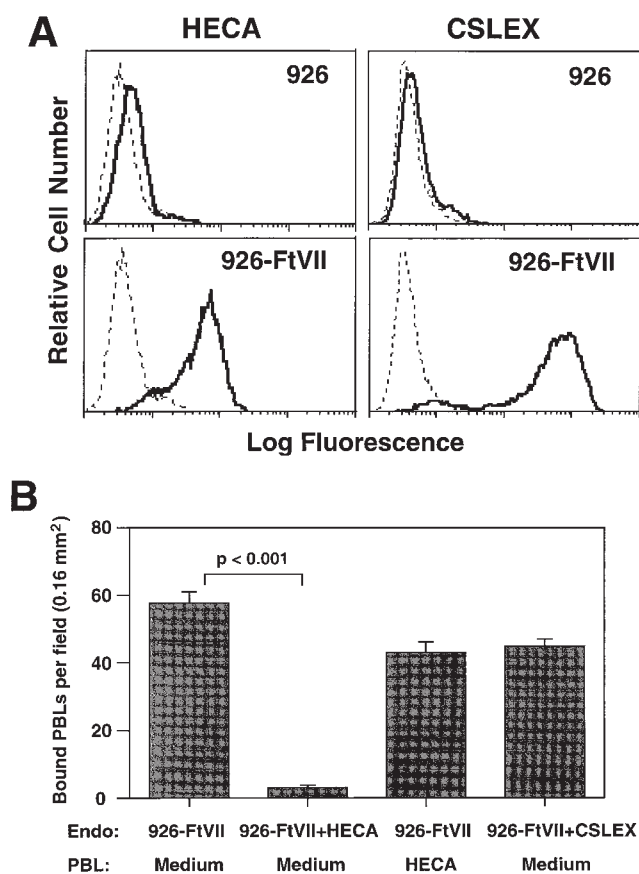 A
HECA CSLEX
Relative Cell Number
926 926
926-FtVII 926-FtVII
Log Fluorescence
B
Bound PBLs per field (0.16 mm²)
80
p < 0.001
60
40
20
0
Endo: 926-FtVII 926-FtVII+HECA 926-FtVII 926-FtVII+CSLEX
PBL: Medium Medium HECA Medium